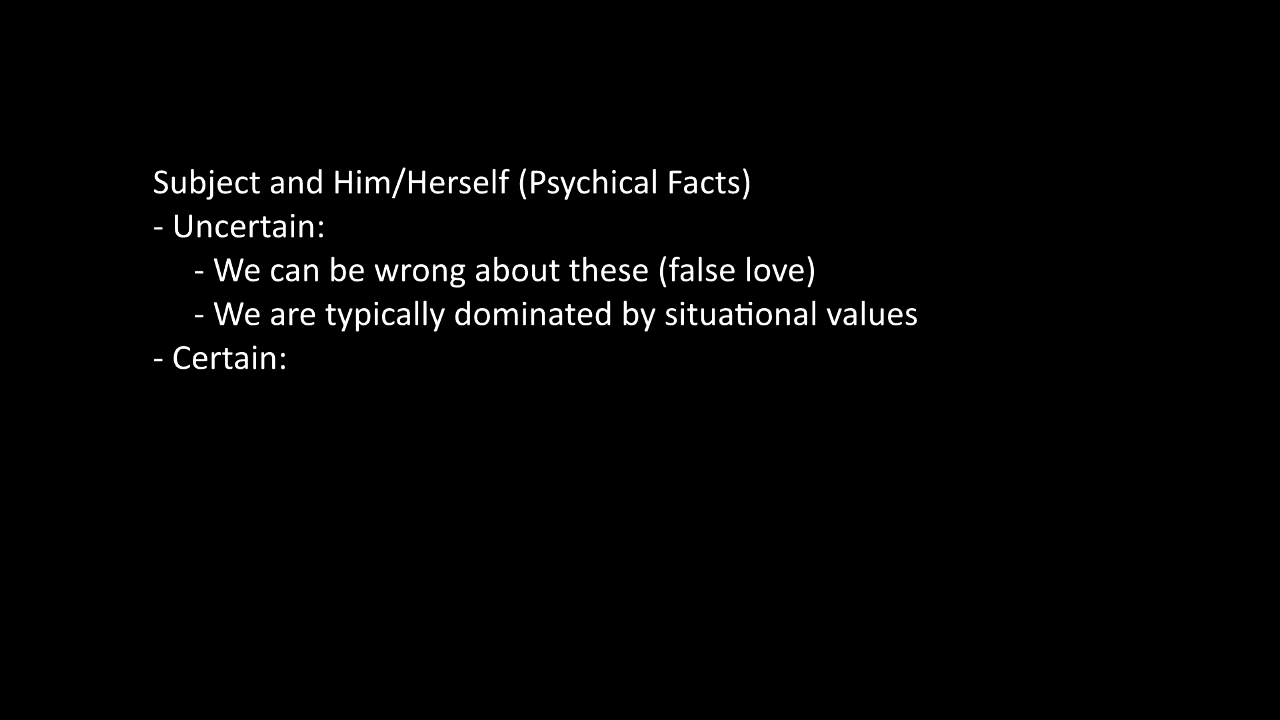 Subject and Him/Herself (Psychical Facts)
- Uncertain:
- We can be wrong about these (false love)
- We are typically dominated by situational values
- Certain: